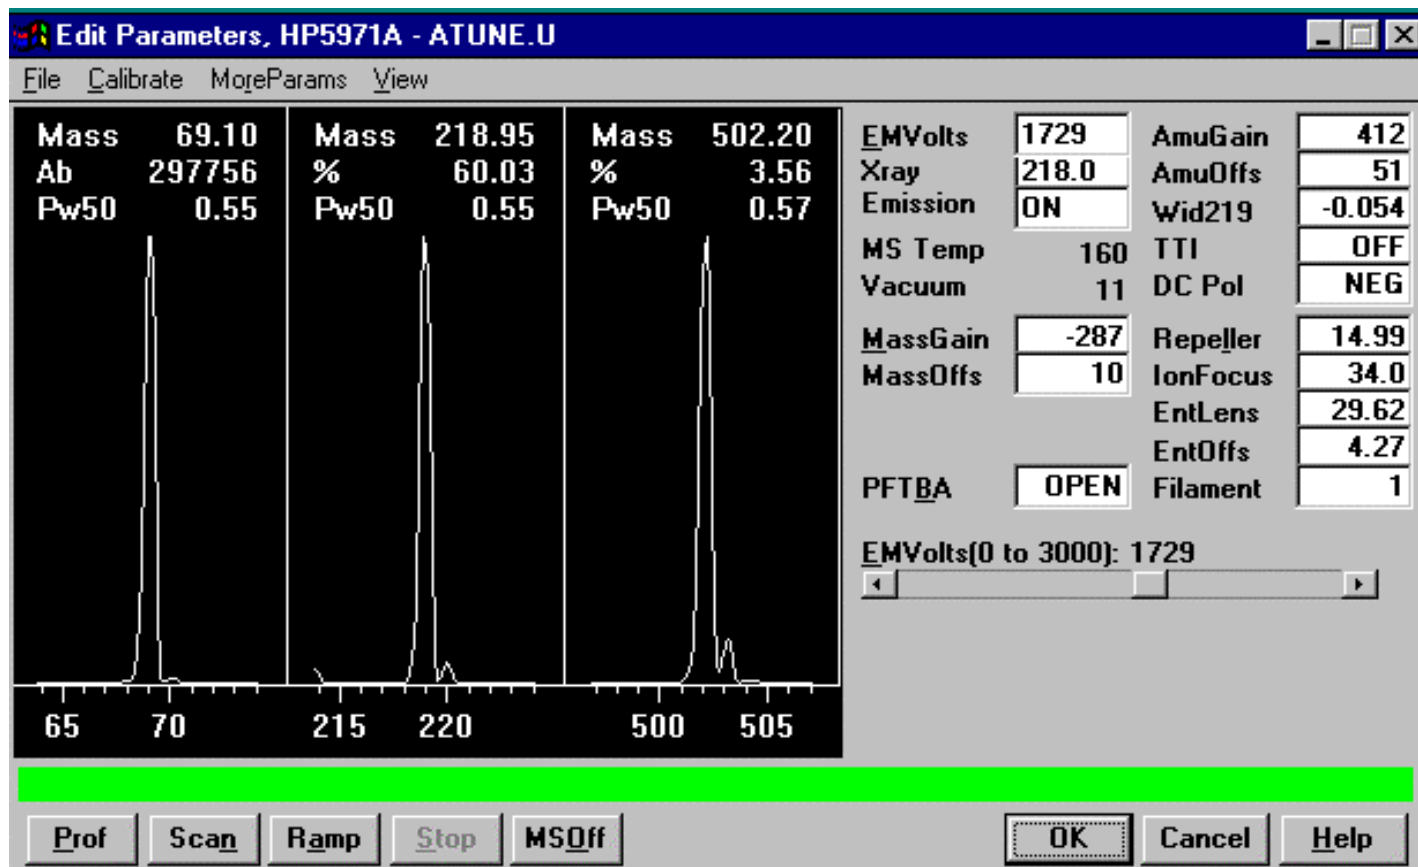 Edit Parameters, HP5971A - ATUNE.U
File Calibrate MoreParams View
Mass 69.10
Ab 297756
Pw50 0.55
Mass 218.95
% 60.03
Pw50 0.55
Mass 502.20
% 3.56
Pw50 0.57
65 70
215 220
500 505
EMVolts 1729
Xray 218.0
Emission ON
MS Temp 160
Vacuum 11
MassGain -287
MassOffs 10
PFTBA OPEN
AmuGain 412
AmuOffs 51
Wid219 -0.054
TTI OFF
DC Pol NEG
Repeller 14.99
IonFocus 34.0
EntLens 29.62
EntOffs 4.27
Filament 1
EMVolts(0 to 3000): 1729
Prof Scan Ramp Stop MSOff OK Cancel Help